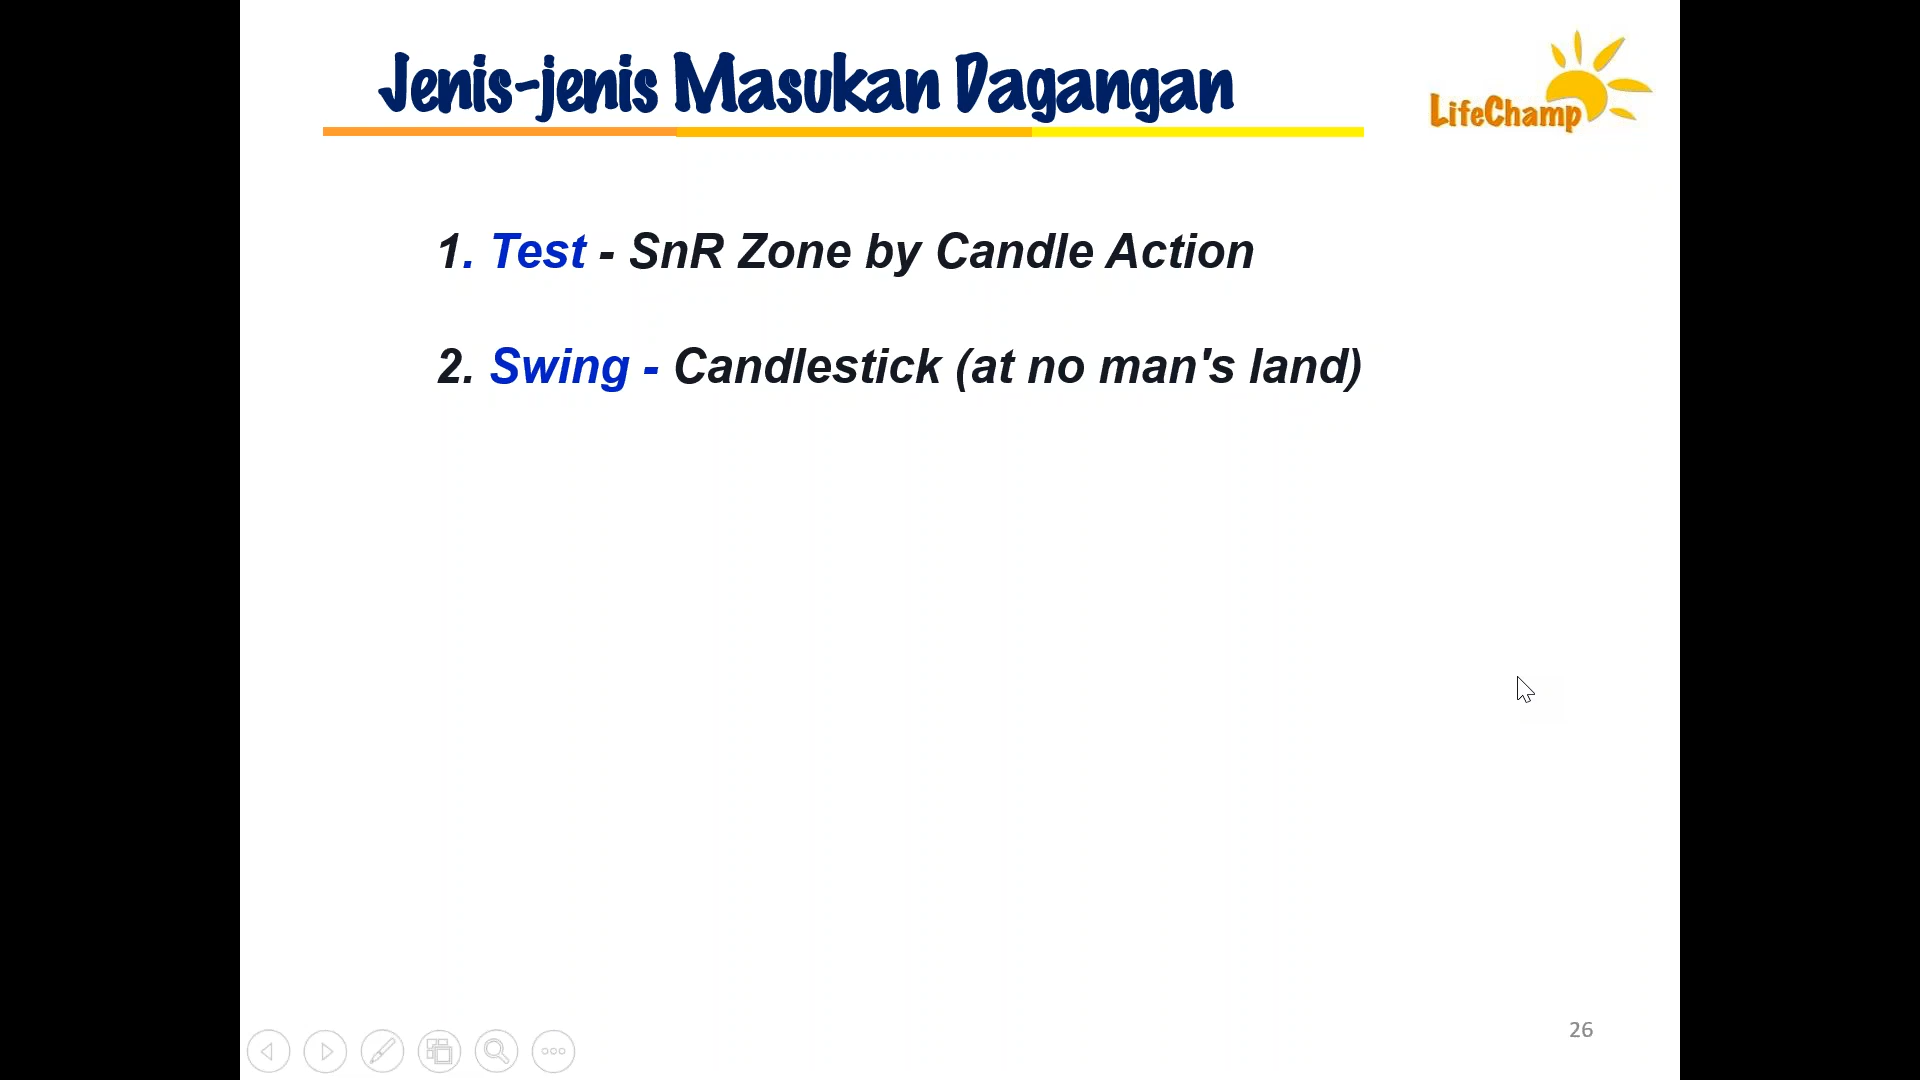 Jenis-jenis Masukan Dagangan
LifeChamp
1. Test - SnR Zone by Candle Action
2. Swing - Candlestick (at no man's land)
26